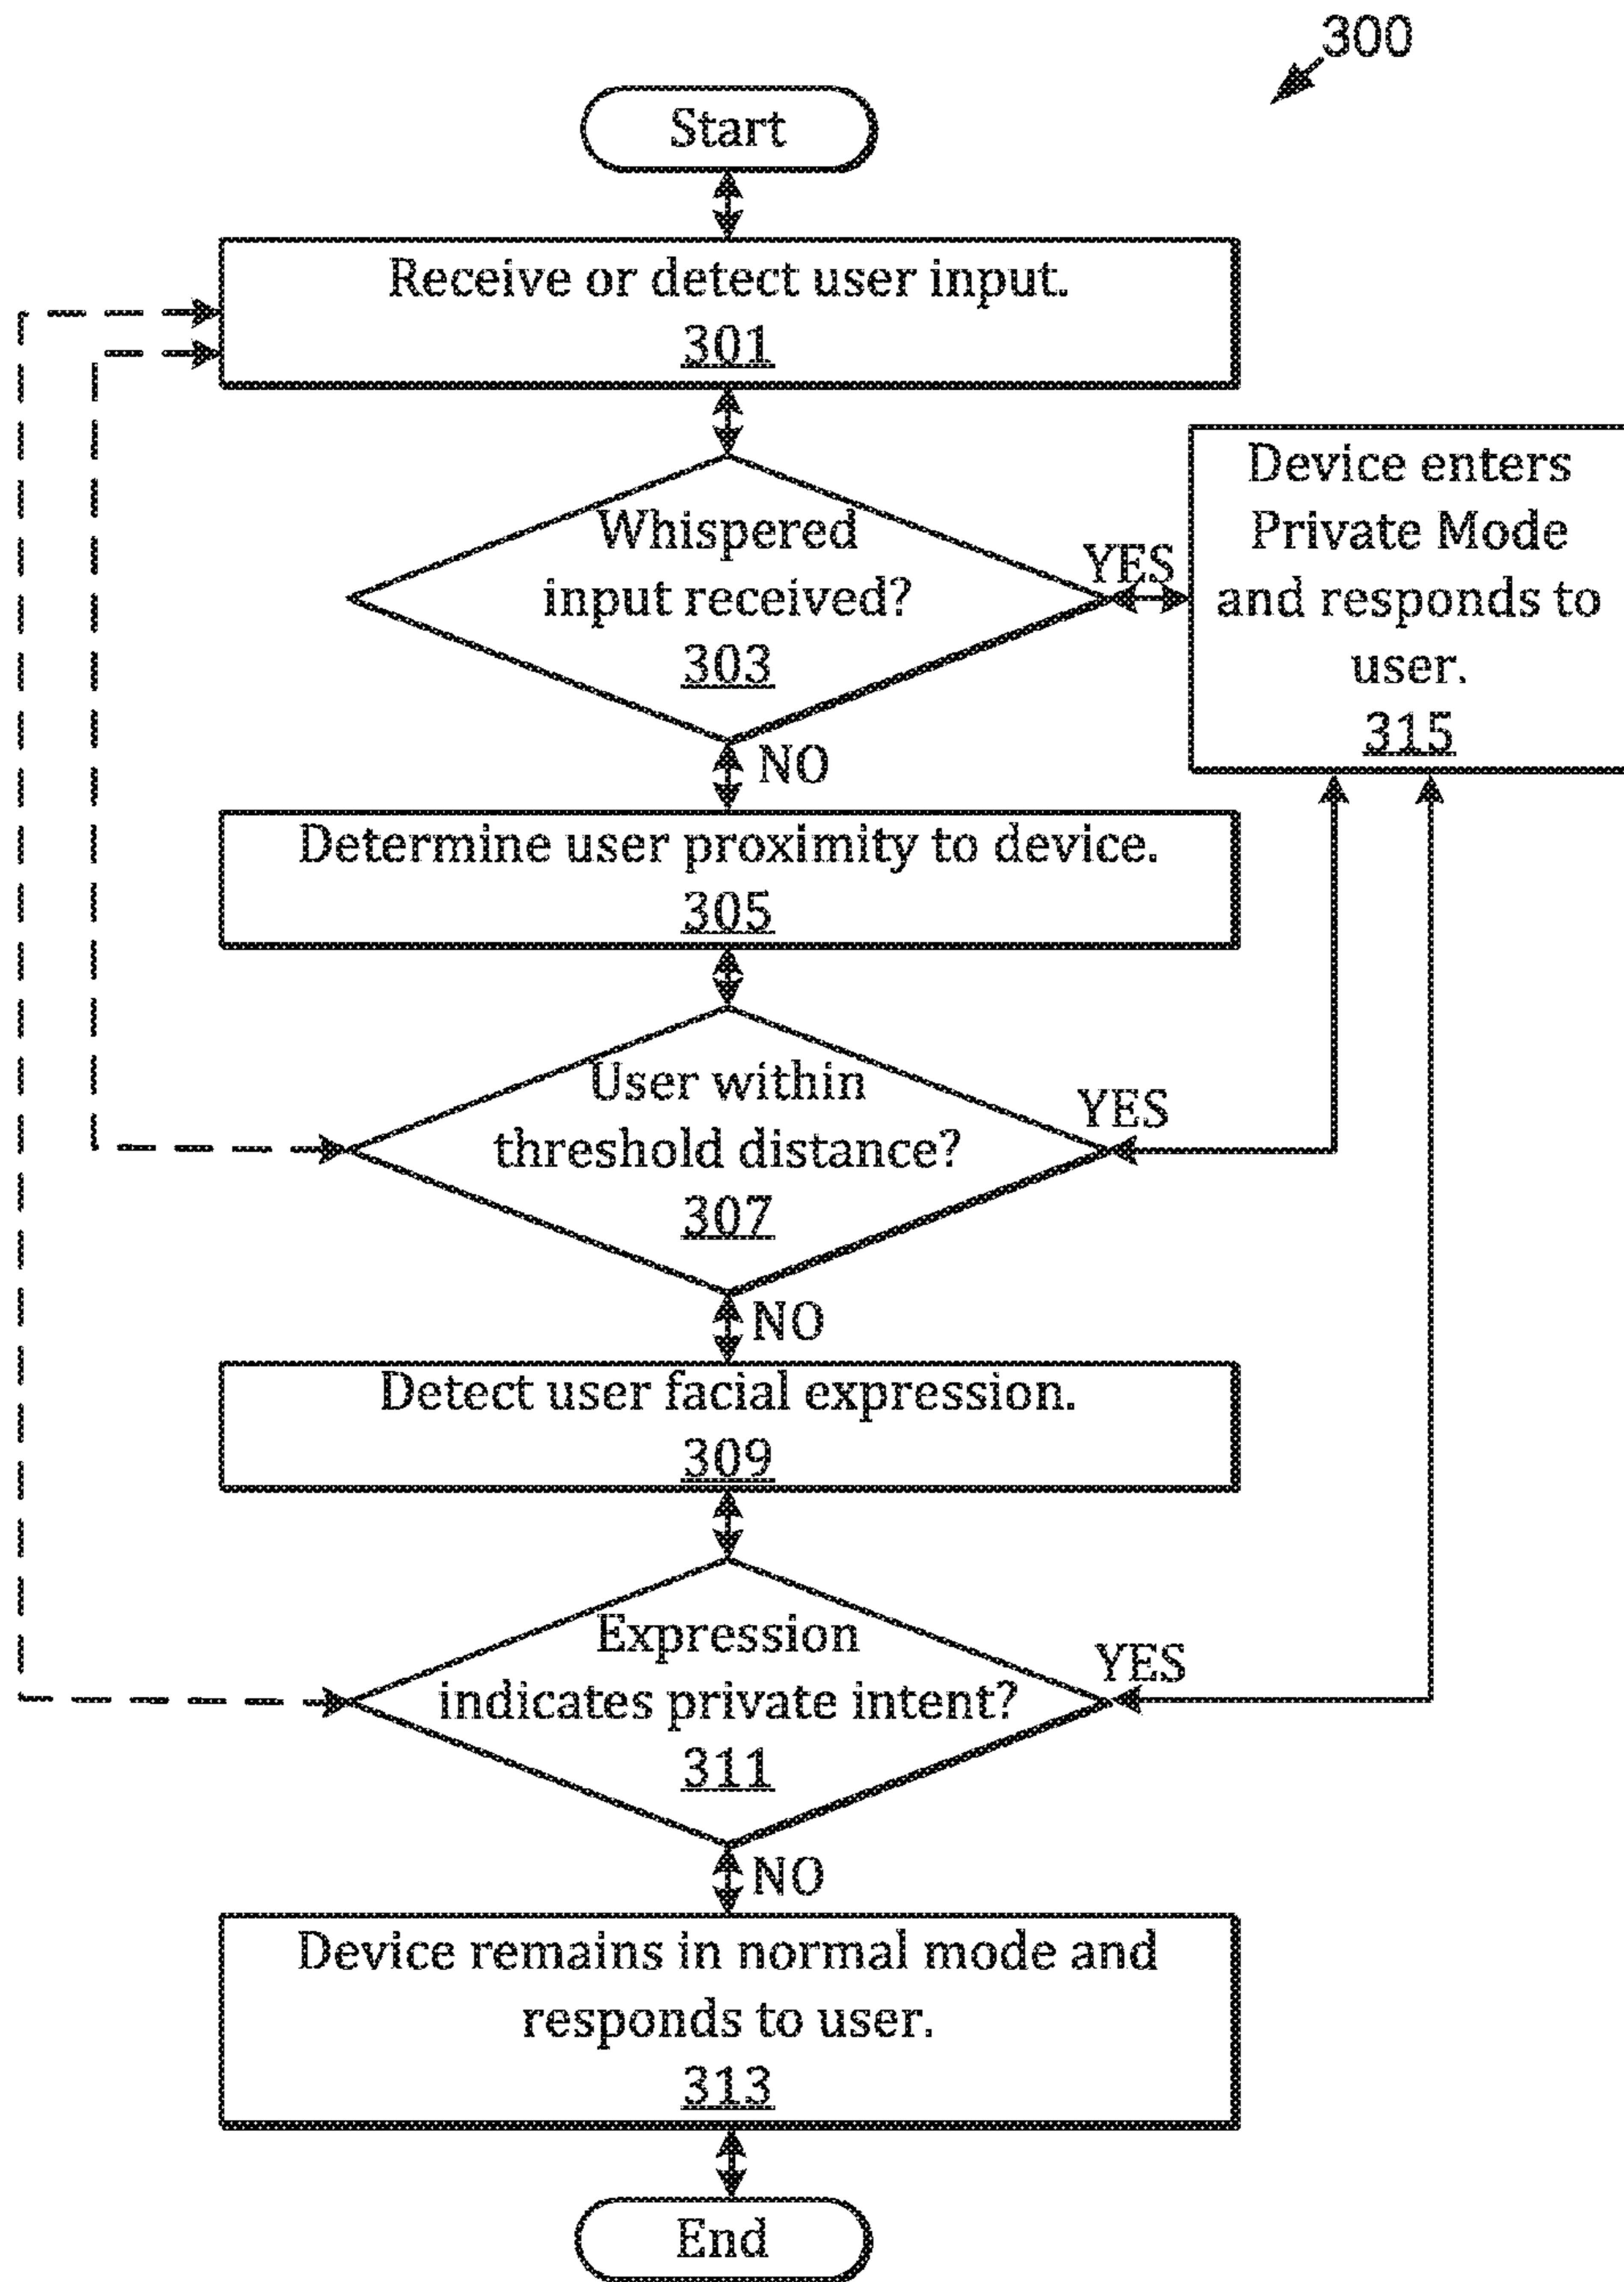 300
Start
Receive or detect user input.
301
Whispered
input received?
303
YES
Device enters
Private Mode
and responds to
user.
315
NO
Determine user proximity to device.
305
User within
threshold distance?
307
YES
NO
Detect user facial expression.
309
Expression
indicates private intent?
311
YES
NO
Device remains in normal mode and
responds to user.
313
End